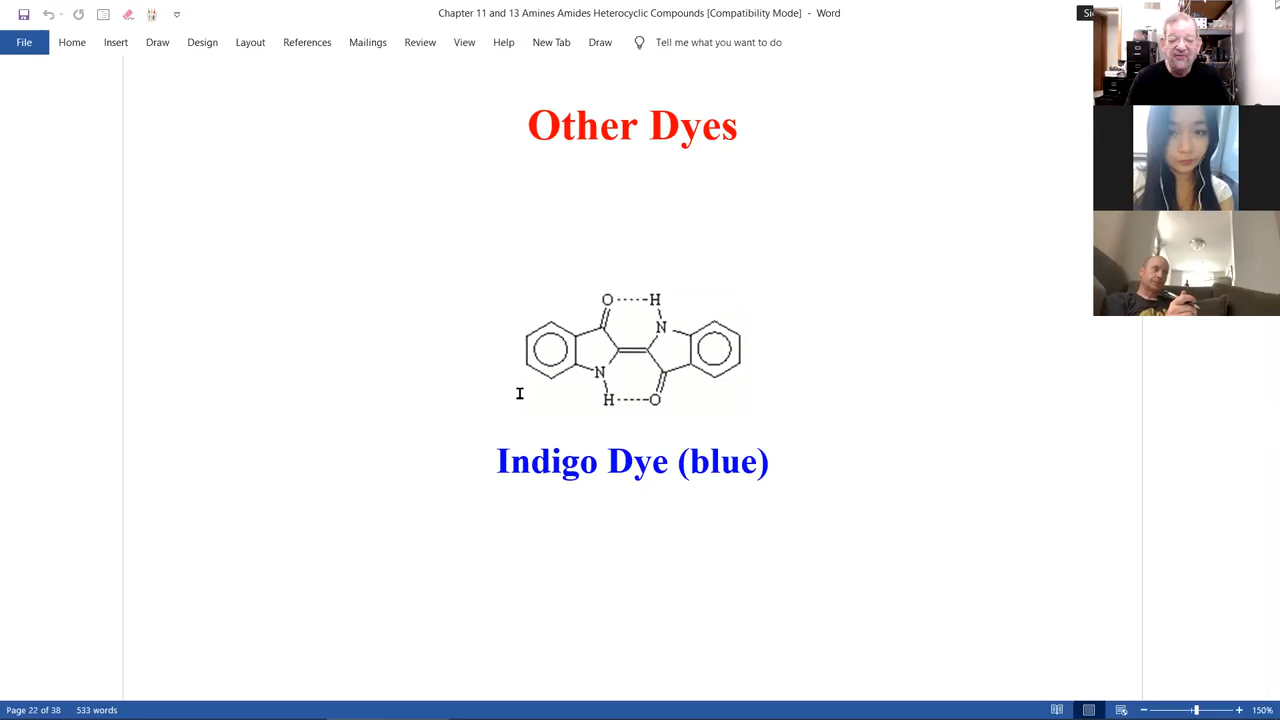 Chapter 11 and 13 Amines Amides Heterocyclic Compounds [Compatibility Mode] - Word
File Home Insert Draw Design Layout References Mailings Review View Help New Tab Draw Tell me what you want to do
Other Dyes
O H
N
N
H O
Indigo Dye (blue)
Page 22 of 38 533 words 150%